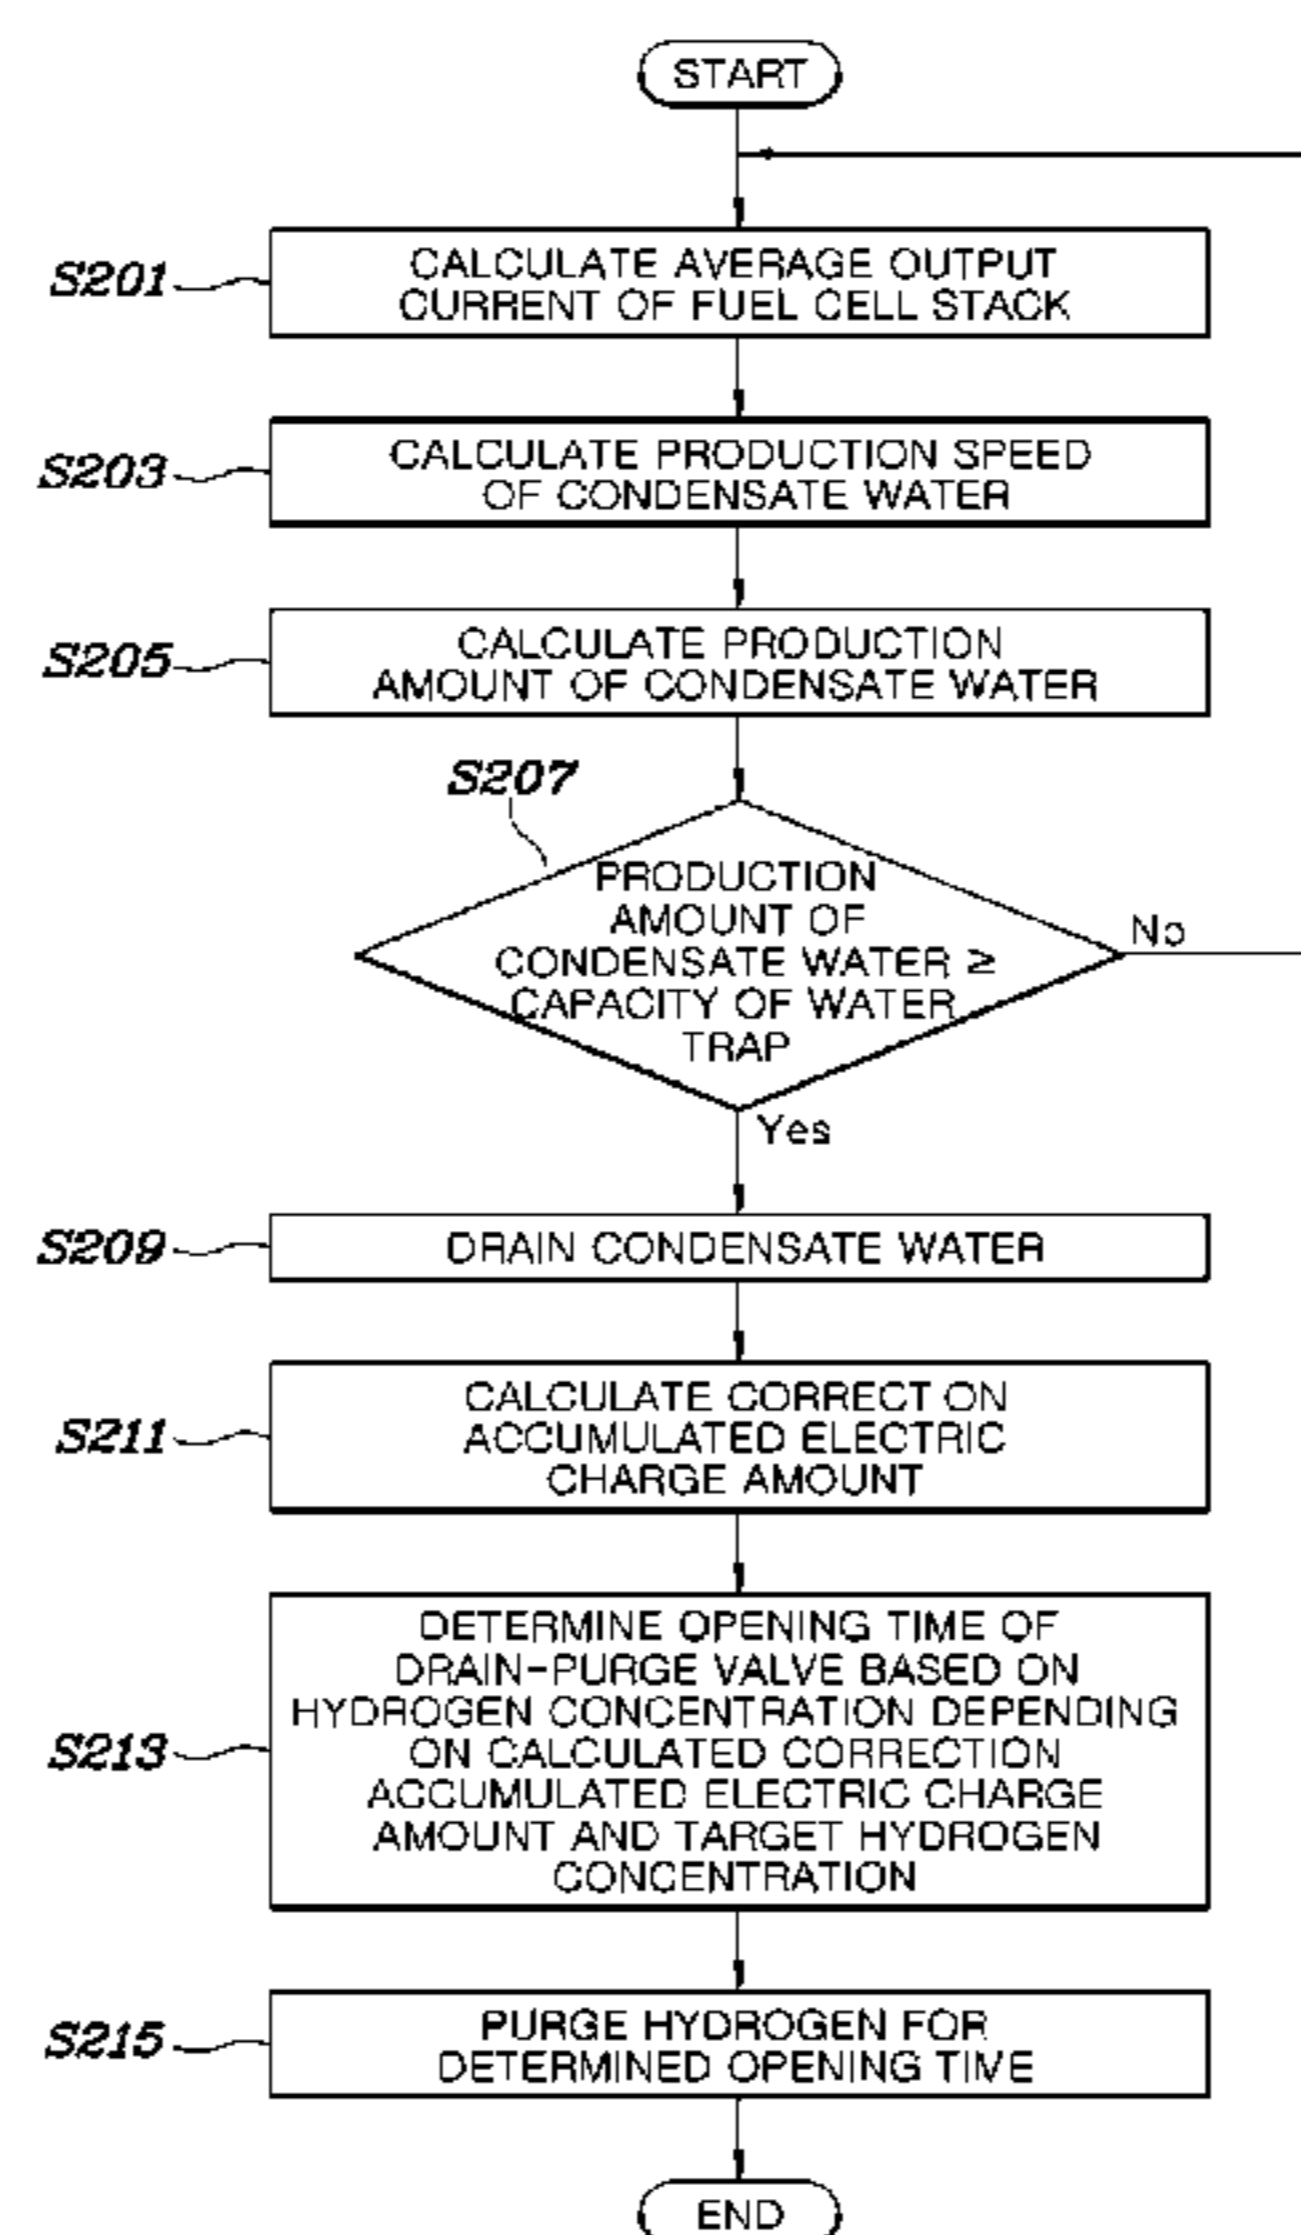 START
S201
CALCULATE AVERAGE OUTPUT
CURRENT OF FUEL CELL STACK
S203
CALCULATE PRODUCTION SPEED
OF CONDENSATE WATER
S205
CALCULATE PRODUCTION
AMOUNT OF CONDENSATE WATER
S207
PRODUCTION
AMOUNT OF
CONDENSATE WATER ≥
CAPACITY OF WATER
TRAP
No
Yes
S209
DRAIN CONDENSATE WATER
S211
CALCULATE CORRECT ON
ACCUMULATED ELECTRIC
CHARGE AMOUNT
S213
DETERMINE OPENING TIME OF
DRAIN-PURGE VALVE BASED ON
HYDROGEN CONCENTRATION DEPENDING
ON CALCULATED CORRECTION
ACCUMULATED ELECTRIC CHARGE
AMOUNT AND TARGET HYDROGEN
CONCENTRATION
S215
PURGE HYDROGEN FOR
DETERMINED OPENING TIME
END